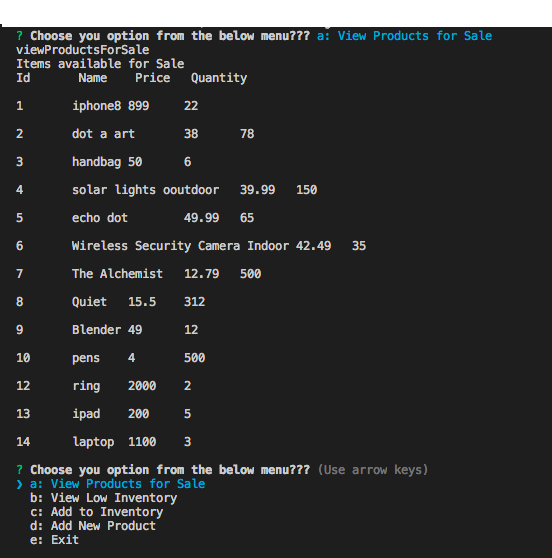 ? Choose you option from the below menu??? a: View Products for Sale
viewProductsForSale
Items available for Sale
Id Name Price Quantity
1 iphone8 899 22
2 dot a art 38 78
3 handbag 50 6
4 solar lights ooutdoor 39.99 150
5 echo dot 49.99 65
6 Wireless Security Camera Indoor 42.49 35
7 The Alchemist 12.79 500
8 Quiet 15.5 312
9 Blender 49 12
10 pens 4 500
12 ring 2000 2
13 ipad 200 5
14 laptop 1100 3
? Choose you option from the below menu??? (Use arrow keys)
❯ a: View Products for Sale
b: View Low Inventory
c: Add to Inventory
d: Add New Product
e: Exit